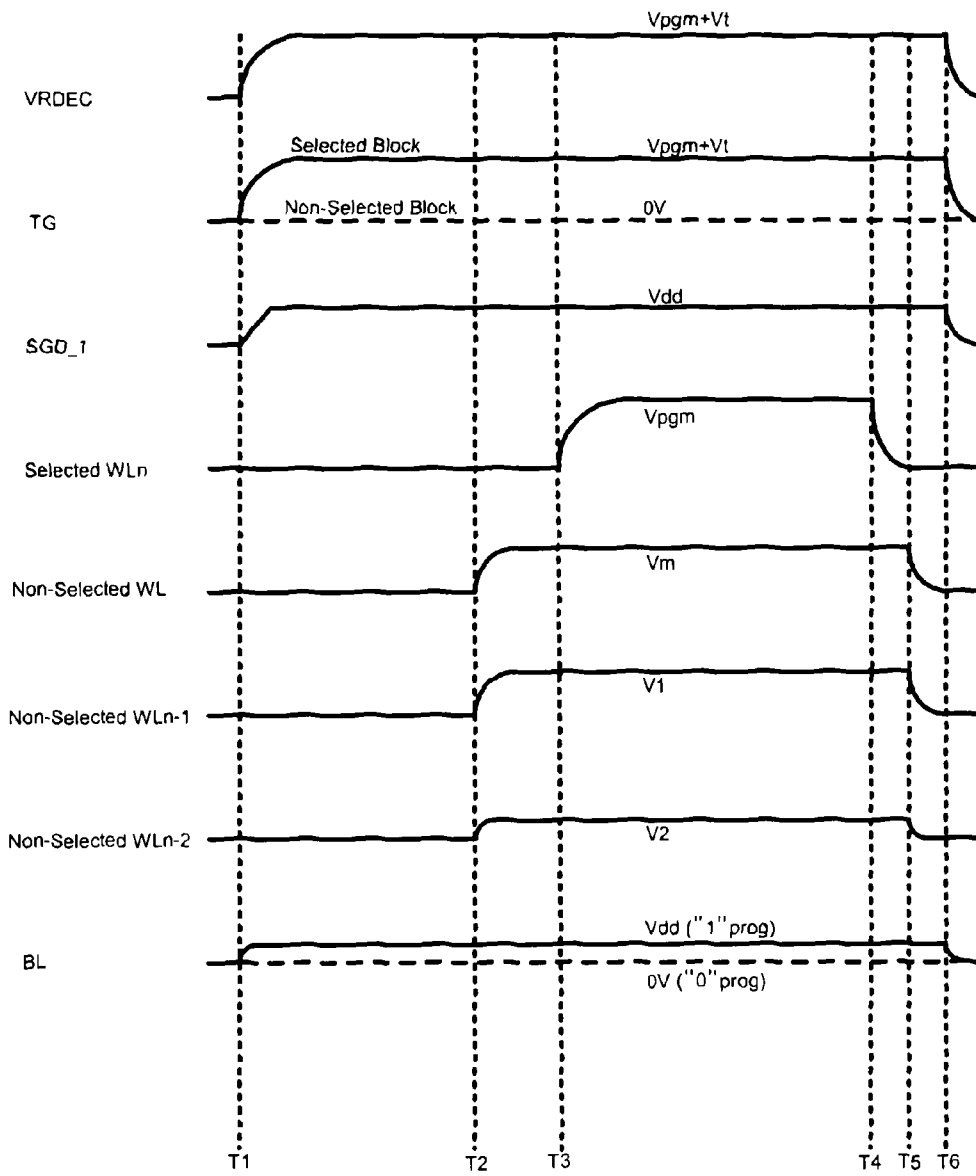 Vpgm+Vt
VRDEC
Selected Block
Vpgm+Vt
Non-Selected Block
0V
TG
Vdd
SGD_1
Vpgm
Selected WLn
Vm
Non-Selected WL
V1
Non-Selected WLn-1
V2
Non-Selected WLn-2
Vdd ("1"prog)
BL
0V ("0"prog)
T1 T2 T3 T4 T5 T6